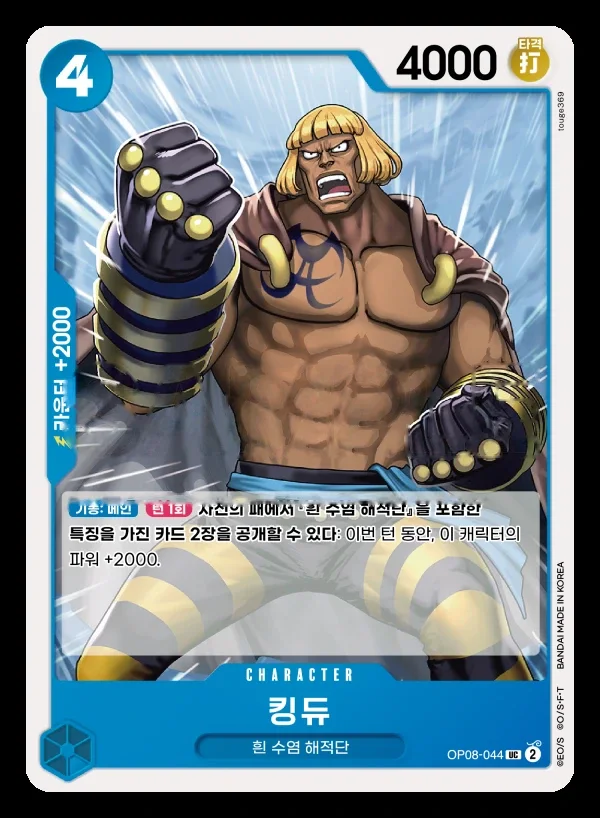 4
4000
타격
打
touge369
카운터 +2000
기동: 메인 턴 1회 자신의 패에서 『흰 수염 해적단』을 포함한
특징을 가진 카드 2장을 공개할 수 있다: 이번 턴 동안, 이 캐릭터의
파워 +2000.
CHARACTER
킹듀
흰 수염 해적단
OP08-044 UC 2
©EO/S ©O/S·F·T BANDAI MADE IN KOREA